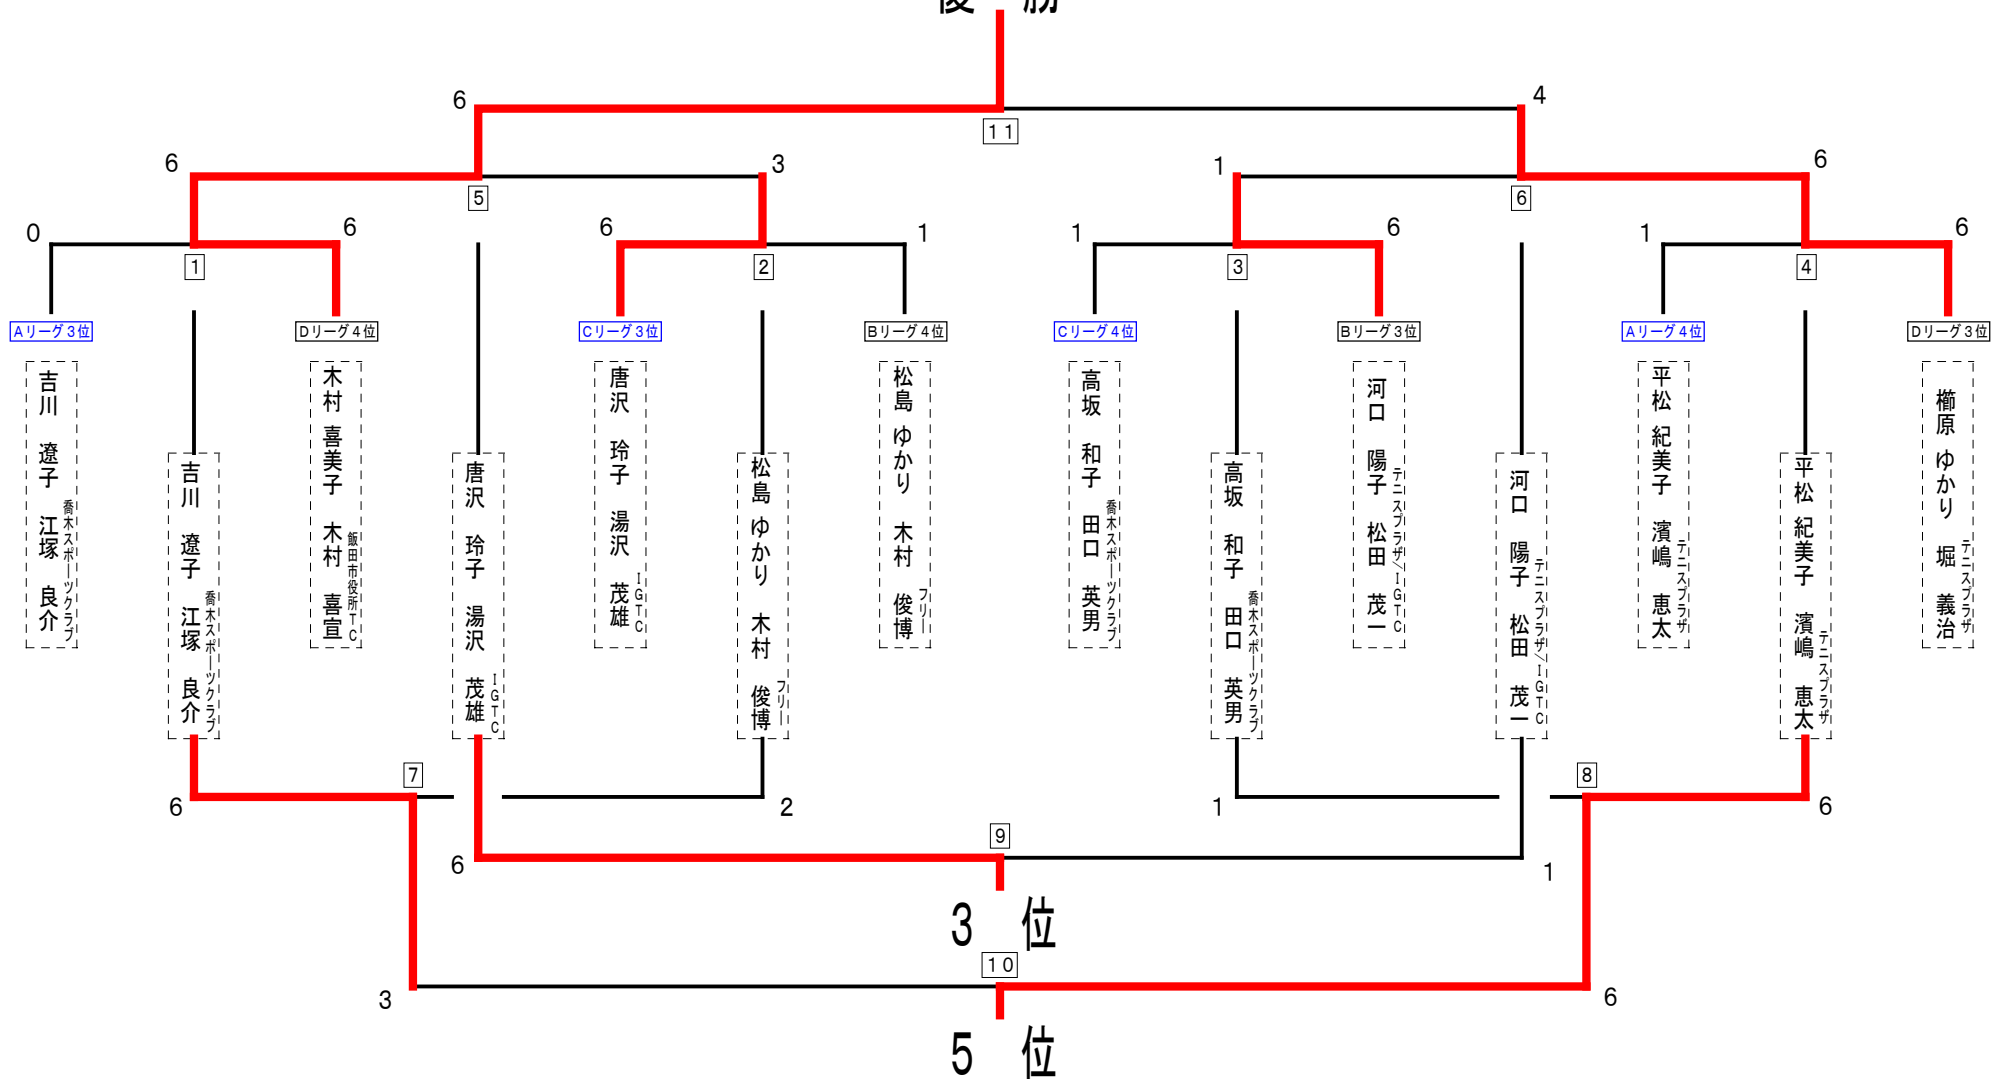 優　勝
6
4
１１
6
3
1
6
5
6
0
6
6
1
1
6
1
6
1
2
3
4
Ａリーグ３位
Ｄリーグ４位
Ｃリーグ３位
Ｂリーグ４位
Ｃリーグ４位
Ｂリーグ３位
Ａリーグ４位
Ｄリーグ３位
吉川　遼子　江塚　良介
喬木スポーツクラブ
木村　喜美子　木村　喜宣
飯田市役所ＴＣ
唐沢　玲子　湯沢　茂雄
ＩＧＴＣ
松島　ゆかり　木村　俊博
フリー
高坂　和子　田口　英男
喬木スポーツクラブ
河口　陽子　松田　茂一
テニスプラザ/ＩＧＴＣ
平松　紀美子　濱嶋　恵太
テニスプラザ
櫛原　ゆかり　堀　義治
テニスプラザ
吉川　遼子　江塚　良介
喬木スポーツクラブ
唐沢　玲子　湯沢　茂雄
ＩＧＴＣ
松島　ゆかり　木村　俊博
フリー
高坂　和子　田口　英男
喬木スポーツクラブ
河口　陽子　松田　茂一
テニスプラザ/ＩＧＴＣ
平松　紀美子　濱嶋　恵太
テニスプラザ
7
8
6
2
1
6
9
6
1
3　位
１０
3
6
5　位